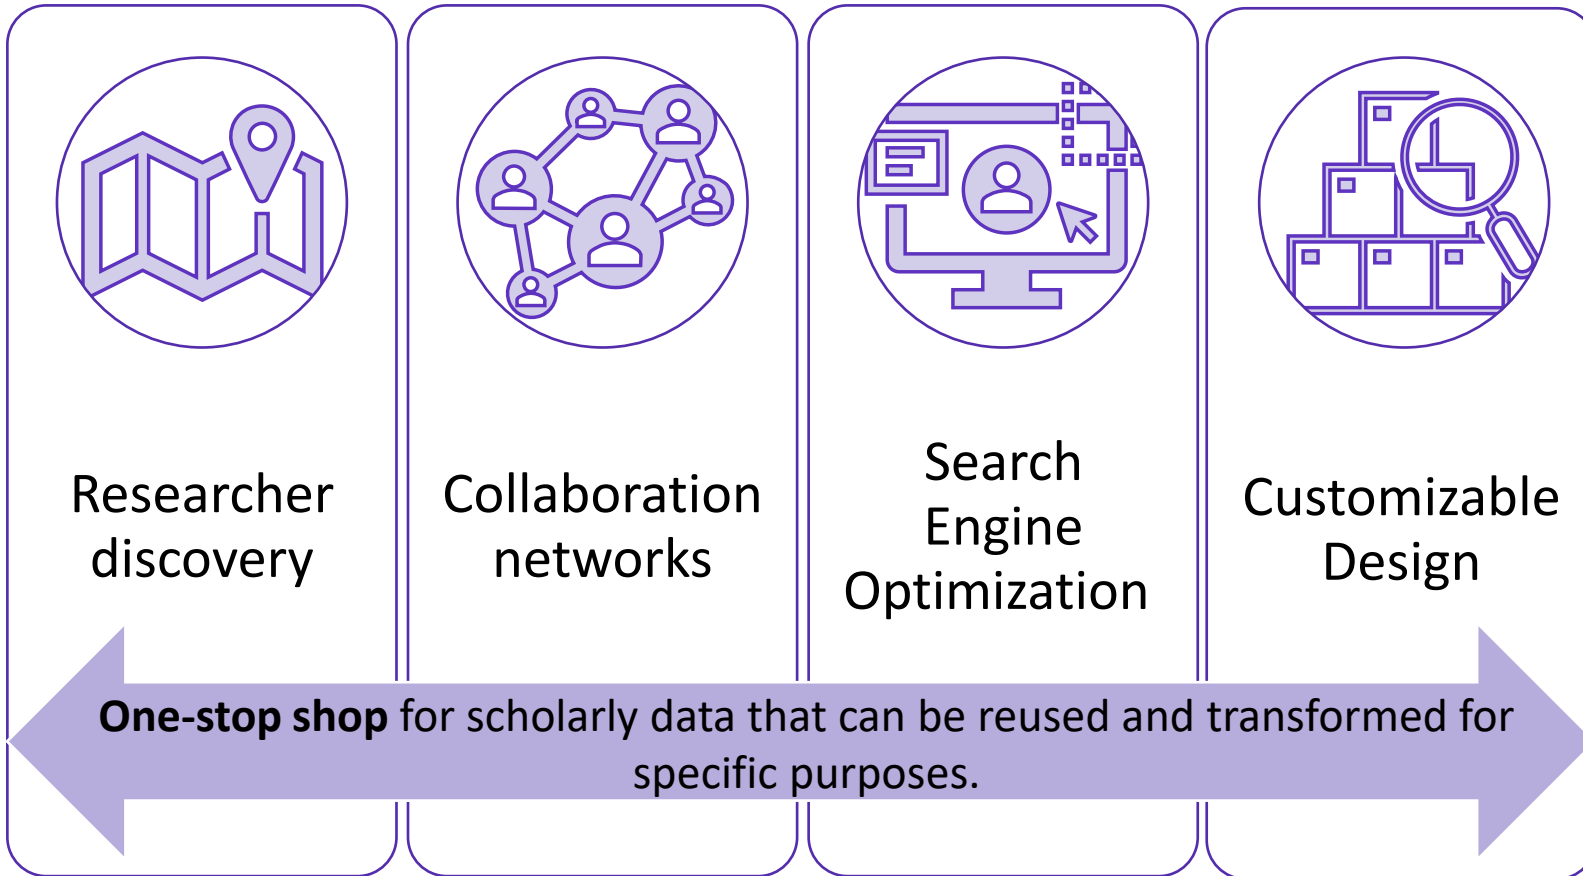 Researcher
discovery
Collaboration
networks
Search
Engine
Optimization
Customizable
Design
One-stop shop for scholarly data that can be reused and transformed for
specific purposes.